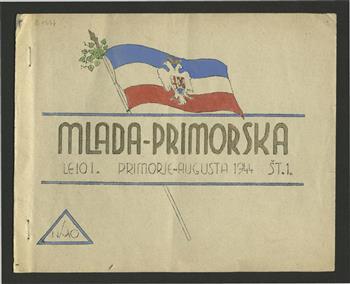 MLADA-PRIMORSKA
LETO I. PRIMORJE-AUGUSTA 1944 ŠT.1.